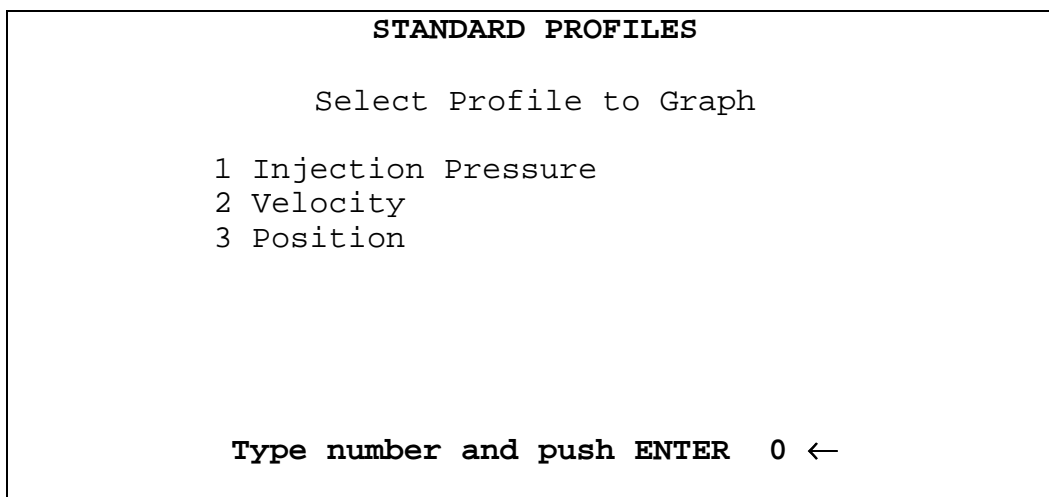 STANDARD PROFILES
Select Profile to Graph
1 Injection Pressure
2 Velocity
3 Position
Type number and push ENTER 0 ←